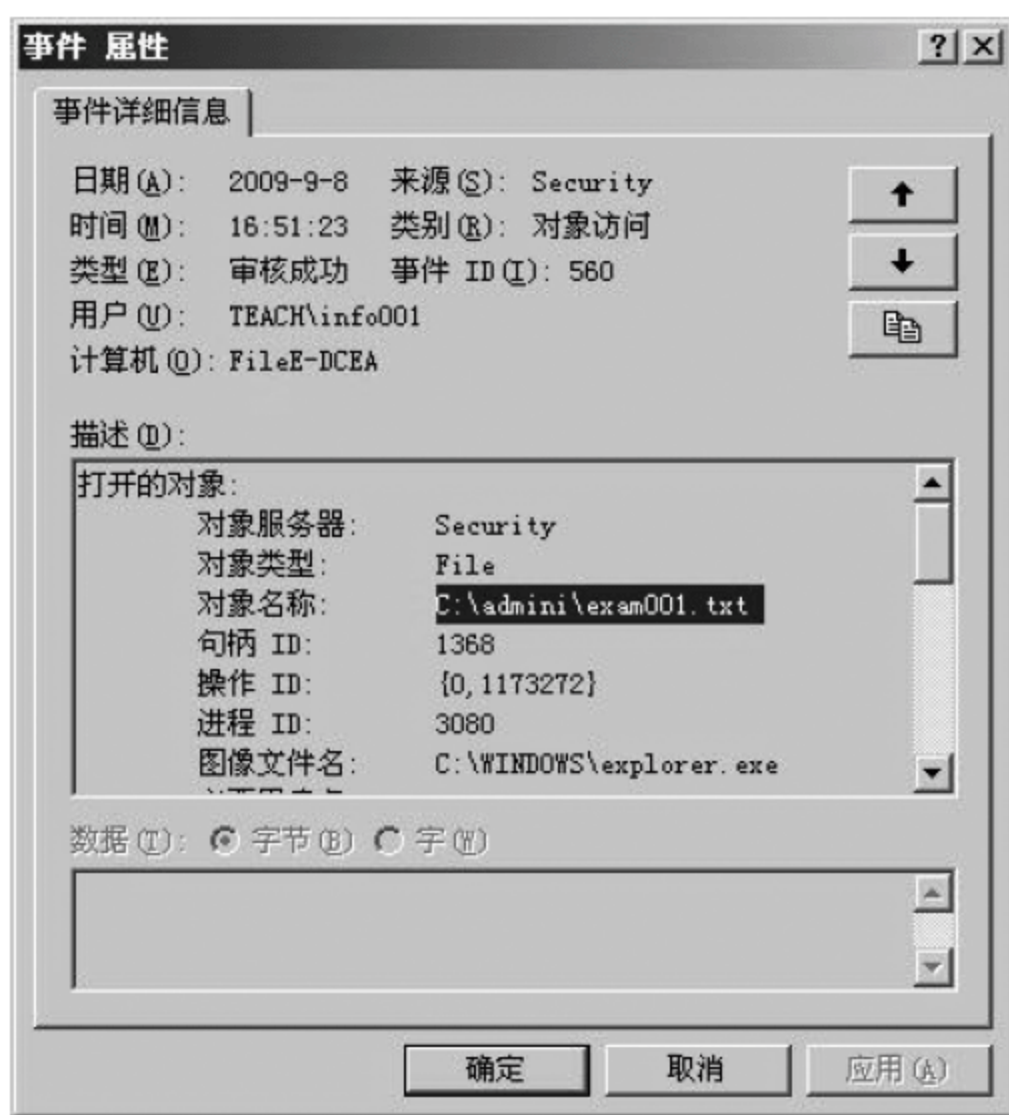 事件 属性
事件详细信息
日期(A): 2009-9-8 来源(S): Security
时间(M): 16:51:23 类别(R): 对象访问
类型(E): 审核成功 事件 ID(I): 560
用户(U): TEACH\info001
计算机(O): FileE-DCEA
描述(D):
打开的对象:
对象服务器: Security
对象类型: File
对象名称: C:\admini\exam001.txt
句柄 ID: 1368
操作 ID: {0,1173272}
进程 ID: 3080
图像文件名: C:\WINDOWS\explorer.exe
数据(T): 字节(B) 字(W)
确定 取消 应用(A)